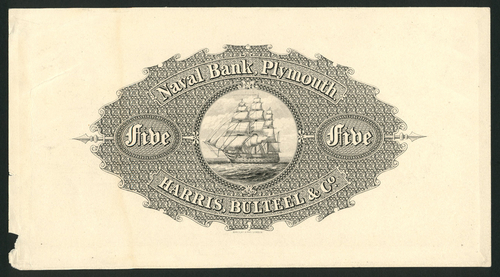 Naval Bank, Plymouth
Five
Five
HARRIS, BULTEEL & Co.